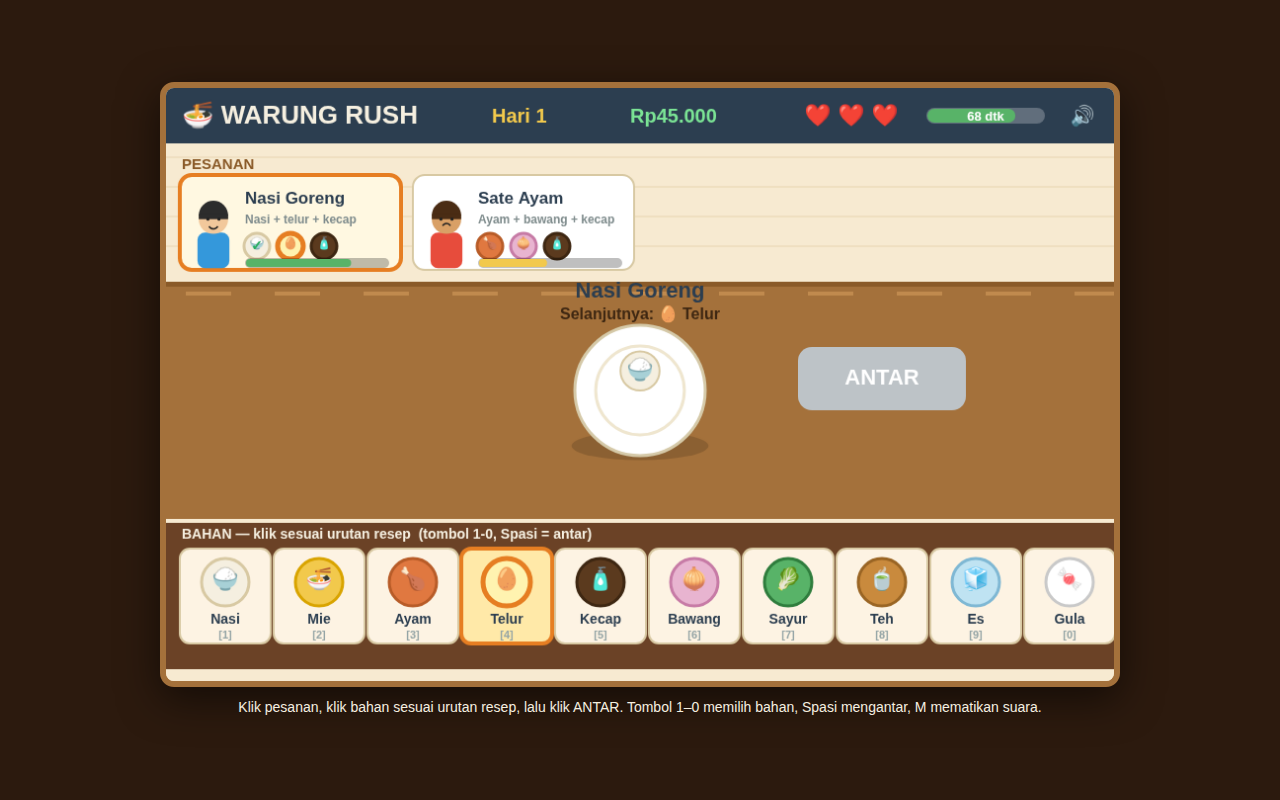 WARUNG RUSH
Hari 1
Rp45.000
68 dtk
PESANAN
Nasi Goreng
Nasi + telur + kecap
Sate Ayam
Ayam + bawang + kecap
Nasi Goreng
Selanjutnya: Telur
ANTAR
BAHAN — klik sesuai urutan resep (tombol 1-0, Spasi = antar)
Nasi
[1]
Mie
[2]
Ayam
[3]
Telur
[4]
Kecap
[5]
Bawang
[6]
Sayur
[7]
Teh
[8]
Es
[9]
Gula
[0]
Klik pesanan, klik bahan sesuai urutan resep, lalu klik ANTAR. Tombol 1–0 memilih bahan, Spasi mengantar, M mematikan suara.